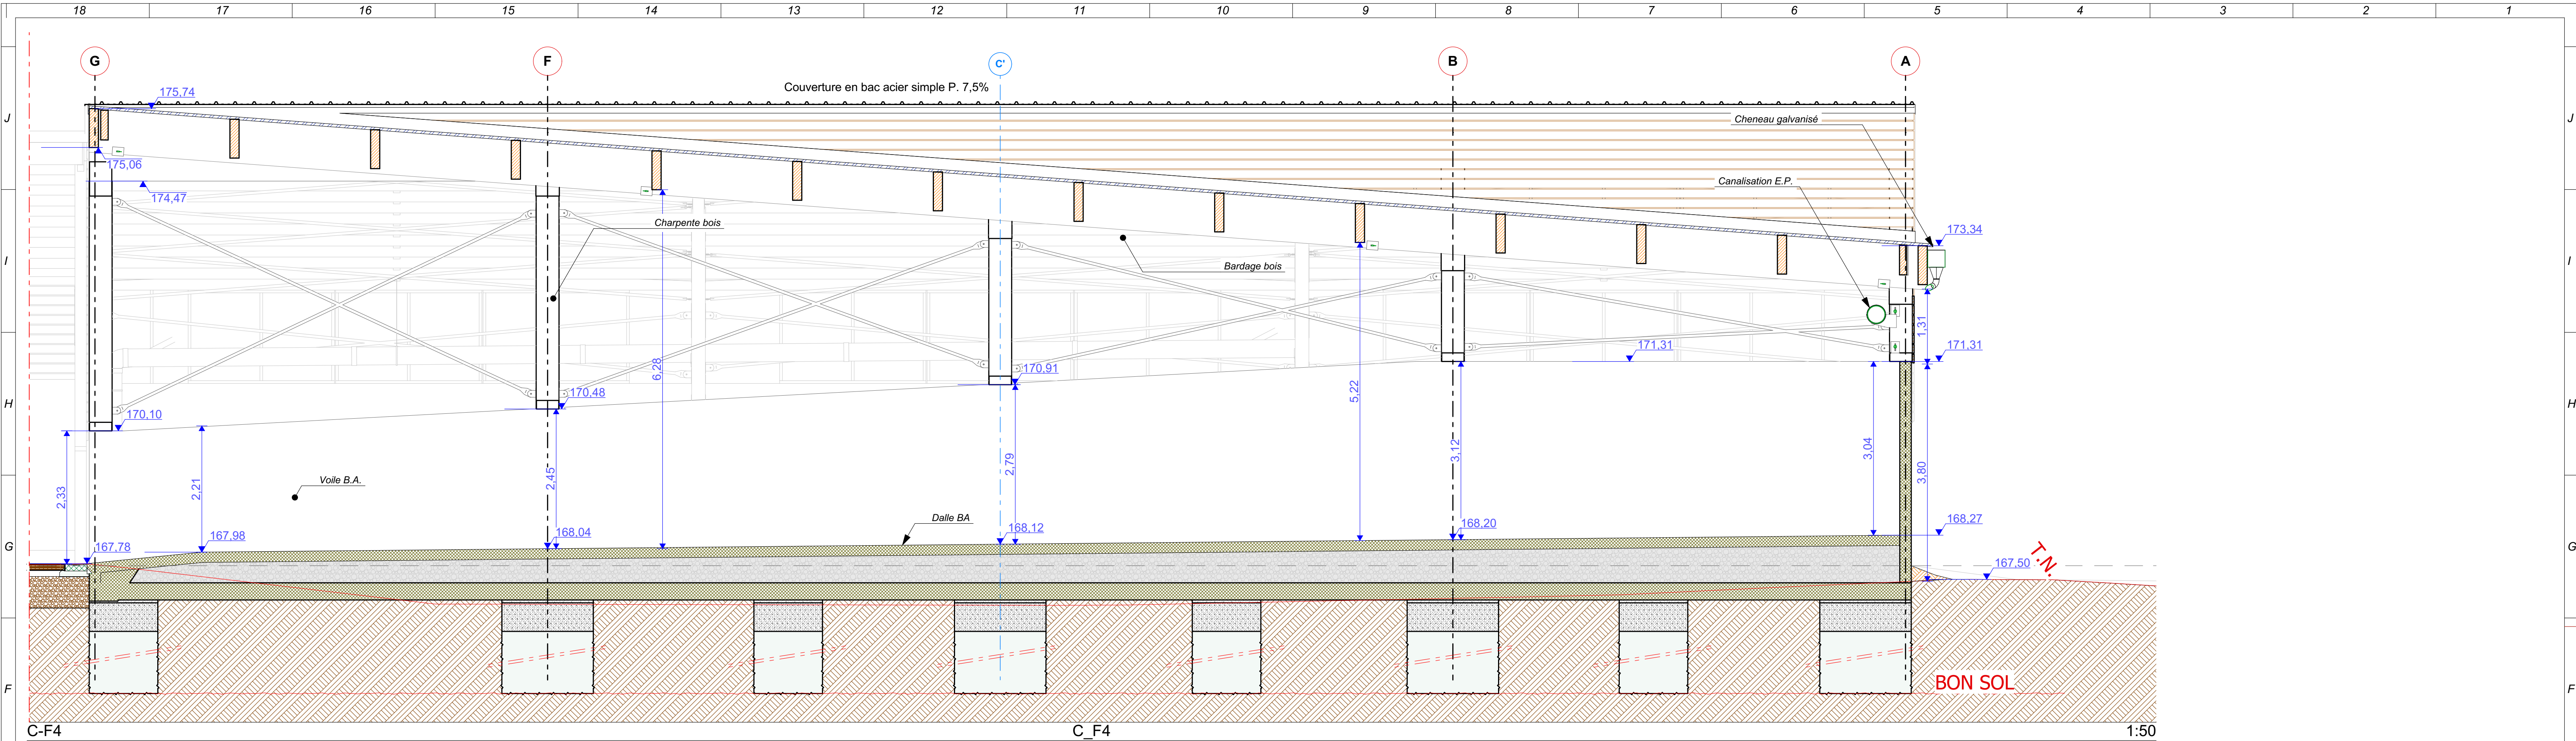 18 17 16 15 14 13 12 11 10 9 8 7 6 5 4 3 2 1
G F C' B A
Couverture en bac acier simple P. 7,5%
175,74
J J
Cheneau galvanisé
175,06
174,47
Canalisation E.P.
Charpente bois
173,34
Bardage bois
I I
1,31
171,31 171,31
6,28
170,91
5,22
170,48
H H
170,10
3,12
3,04
2,79
2,45
3,80
Voile B.A.
2,21
2,33
Dalle BA
168,27
168,20
168,12
168,04
167,98
167,78
G G
T.N.
167,50
BON SOL
F F
C-F4 C_F4 1:50